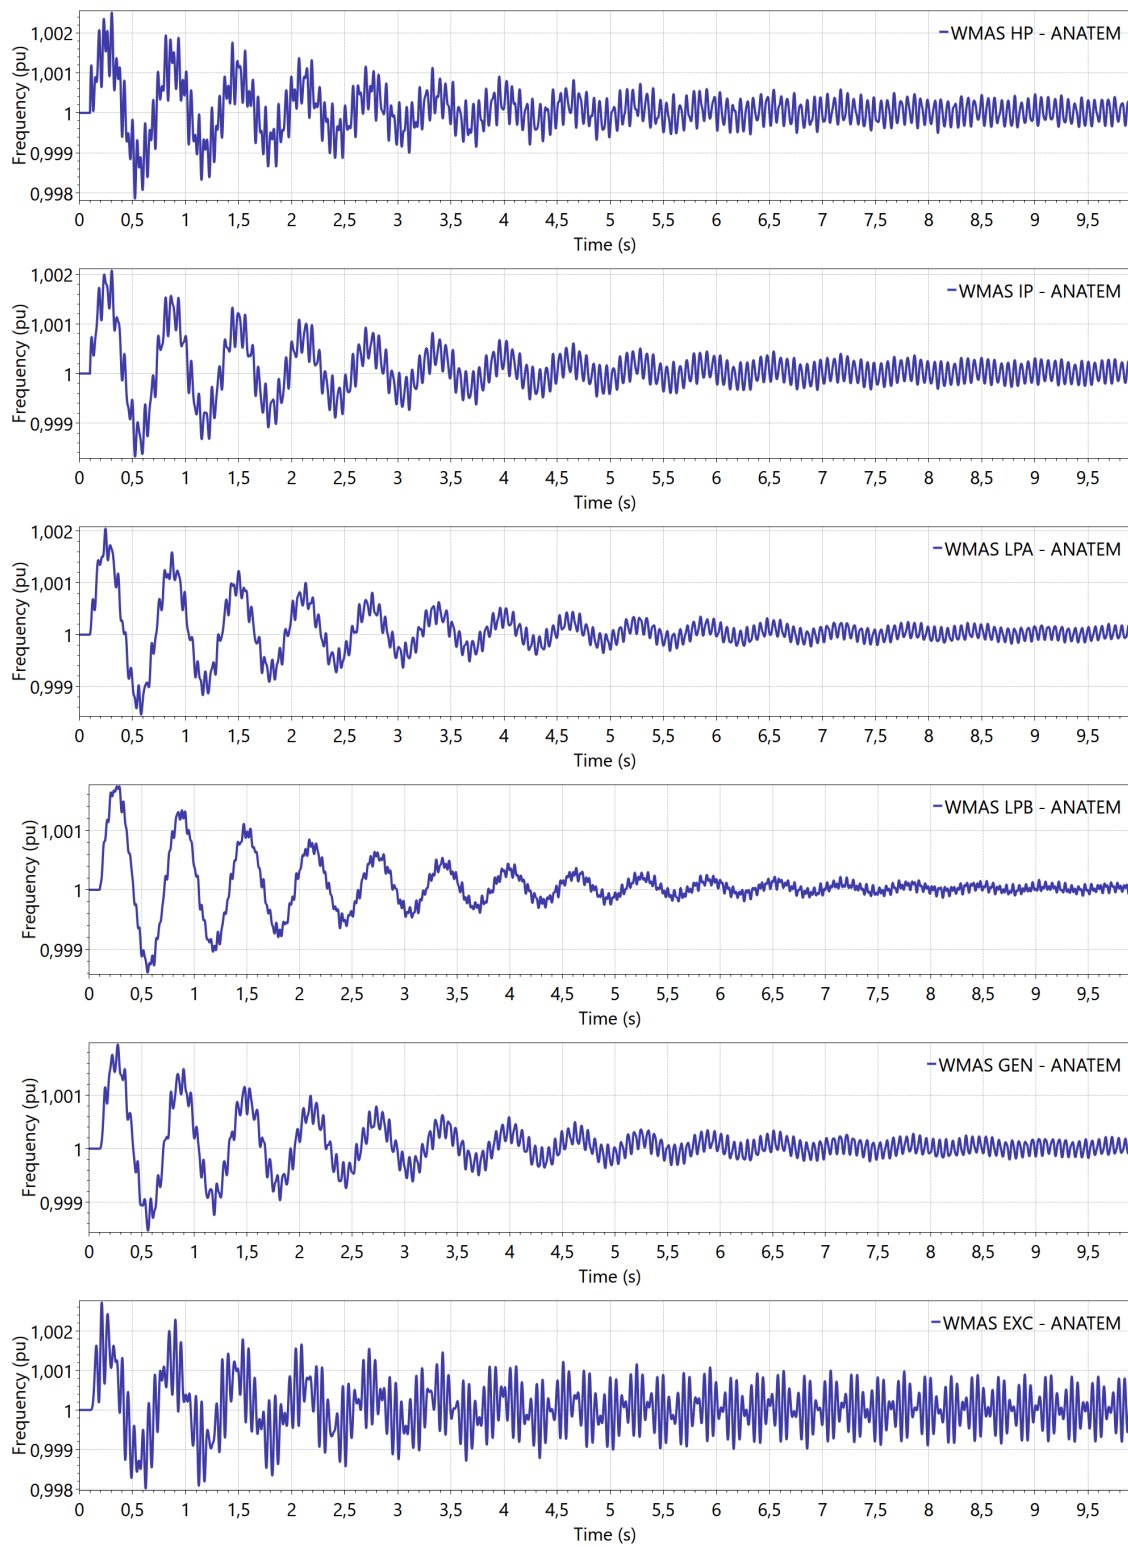 WMAS HP - ANATEM
Frequency (pu)
1,002
1,001
1
0,999
0,998
0 0,5 1 1,5 2 2,5 3 3,5 4 4,5 5 5,5 6 6,5 7 7,5 8 8,5 9 9,5
Time (s)
WMAS IP - ANATEM
Frequency (pu)
1,002
1,001
1
0,999
0 0,5 1 1,5 2 2,5 3 3,5 4 4,5 5 5,5 6 6,5 7 7,5 8 8,5 9 9,5
Time (s)
WMAS LPA - ANATEM
Frequency (pu)
1,002
1,001
1
0,999
0 0,5 1 1,5 2 2,5 3 3,5 4 4,5 5 5,5 6 6,5 7 7,5 8 8,5 9 9,5
Time (s)
WMAS LPB - ANATEM
Frequency (pu)
1,001
1
0,999
0 0,5 1 1,5 2 2,5 3 3,5 4 4,5 5 5,5 6 6,5 7 7,5 8 8,5 9 9,5
Time (s)
WMAS GEN - ANATEM
Frequency (pu)
1,001
1
0,999
0 0,5 1 1,5 2 2,5 3 3,5 4 4,5 5 5,5 6 6,5 7 7,5 8 8,5 9 9,5
Time (s)
WMAS EXC - ANATEM
Frequency (pu)
1,002
1,001
1
0,999
0,998
0 0,5 1 1,5 2 2,5 3 3,5 4 4,5 5 5,5 6 6,5 7 7,5 8 8,5 9 9,5
Time (s)